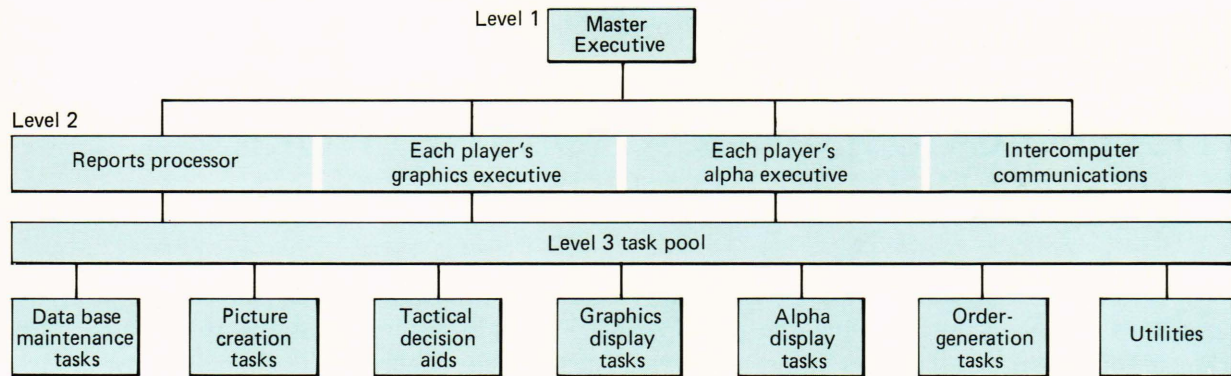 Level 1
Master
Executive
Level 2
Reports processor
Each player's
graphics executive
Each player's
alpha executive
Intercomputer
communications
Level 3 task pool
Data base
maintenance
tasks
Picture
creation
tasks
Tactical
decision
aids
Graphics
display
tasks
Alpha
display
tasks
Order-
generation
tasks
Utilities